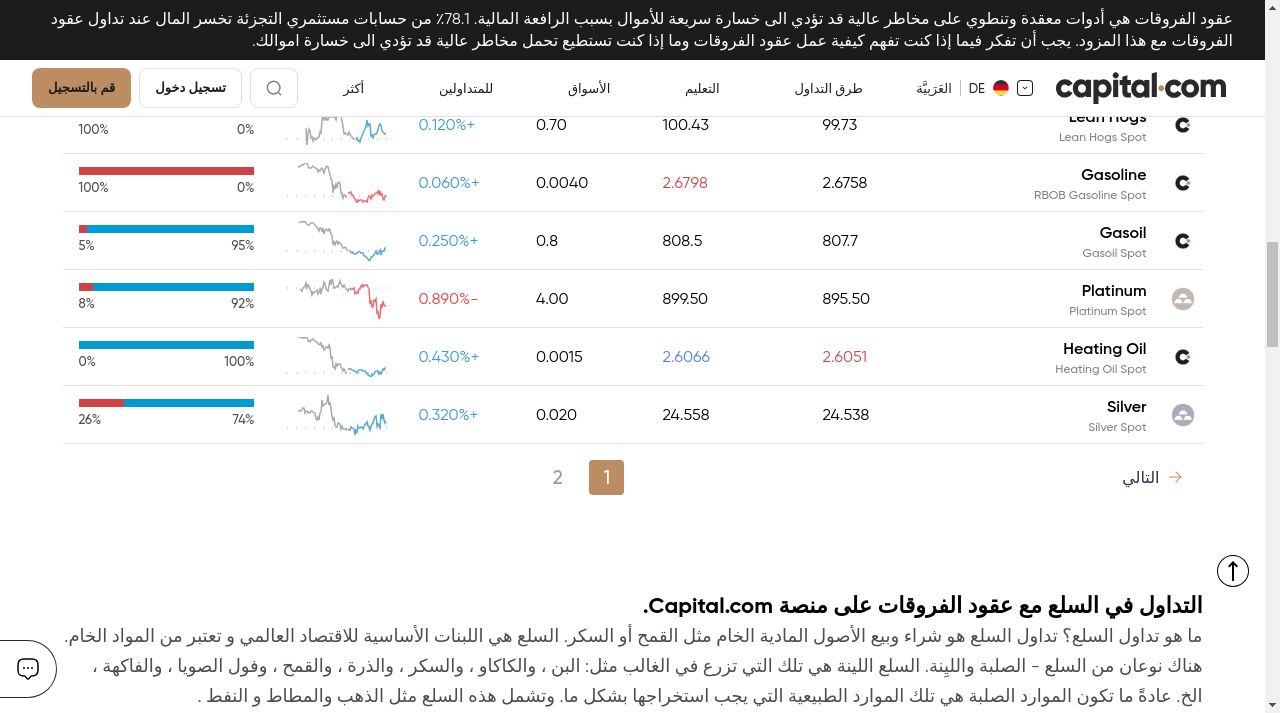 عقود الفروقات هي أدوات معقدة وتنطوي على مخاطر عالية قد تؤدي الى خسارة سريعة للأموال بسبب الرافعة المالية. 78.1٪ من حسابات مستثمري التجزئة تخسر المال عند تداول عقود
الفروقات مع هذا المزود. يجب أن تفكر فيما إذا كنت تفهم كيفية عمل عقود الفروقات وما إذا كنت تستطيع تحمل مخاطر عالية قد تؤدي الى خسارة اموالك.
capital.com DE العَرَبيَّة طرق التداول التعليم الأسواق للمتداولين أكثر تسجيل دخول قم بالتسجيل
Lean Hogs 99.73 100.43 0.70 0.120%+ 0% 100%
Lean Hogs Spot
Gasoline 2.6758 2.6798 0.0040 0.060%+ 0% 100%
RBOB Gasoline Spot
Gasoil 807.7 808.5 0.8 0.250%+ 95% 5%
Gasoil Spot
Platinum 895.50 899.50 4.00 0.890%- 92% 8%
Platinum Spot
Heating Oil 2.6051 2.6066 0.0015 0.430%+ 100% 0%
Heating Oil Spot
Silver 24.538 24.558 0.020 0.320%+ 74% 26%
Silver Spot
التالي 1 2
التداول في السلع مع عقود الفروقات على منصة Capital.com.
ما هو تداول السلع؟ تداول السلع هو شراء وبيع الأصول المادية الخام مثل القمح أو السكر. السلع هي اللبنات الأساسية للاقتصاد العالمي و تعتبر من المواد الخام.
هناك نوعان من السلع - الصلبة والليِنة. السلع اللينة هي تلك التي تزرع في الغالب مثل: البن ، والكاكاو ، والسكر ، والذرة ، والقمح ، وفول الصويا ، والفاكهة ،
الخ. عادةً ما تكون الموارد الصلبة هي تلك الموارد الطبيعية التي يجب استخراجها بشكل ما. وتشمل هذه السلع مثل الذهب والمطاط و النفط .